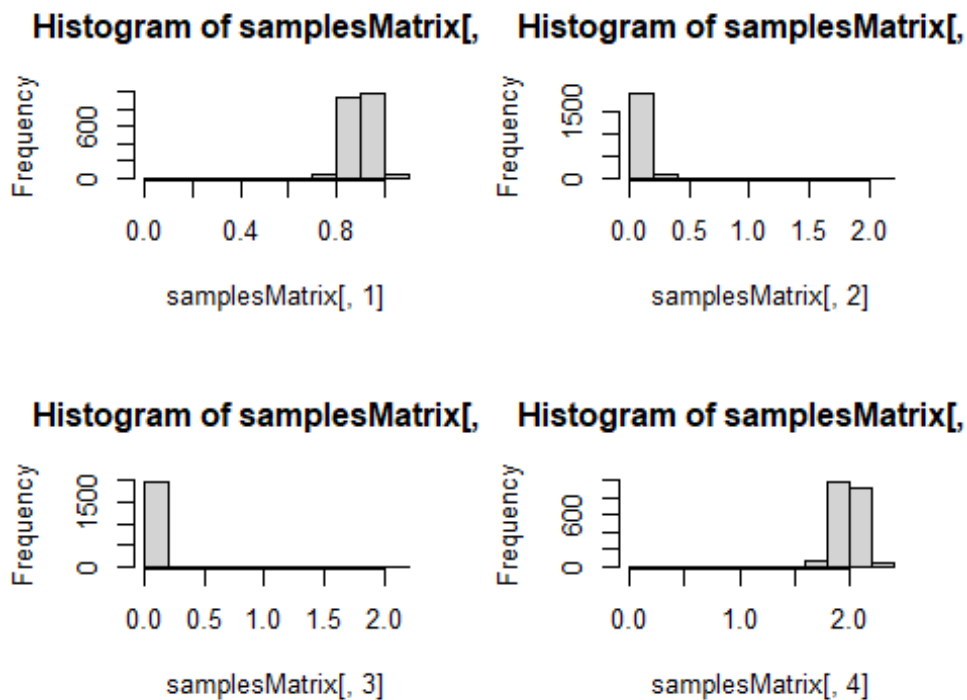 Histogram of samplesMatrix[,
Frequency
0 600
0.0 0.4 0.8
samplesMatrix[, 1]
Histogram of samplesMatrix[,
Frequency
0 1500
0.0 0.5 1.0 1.5 2.0
samplesMatrix[, 2]
Histogram of samplesMatrix[,
Frequency
0 1500
0.0 0.5 1.0 1.5 2.0
samplesMatrix[, 3]
Histogram of samplesMatrix[,
Frequency
0 600
0.0 1.0 2.0
samplesMatrix[, 4]